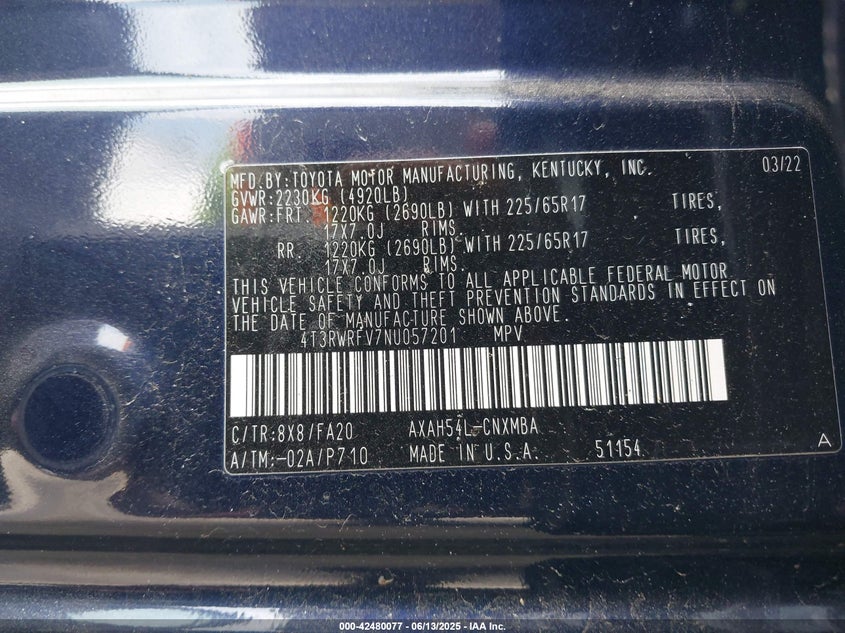 MFD.BY:TOYOTA MOTOR MANUFACTURING, KENTUCKY, INC. 03/22
GVWR:2230KG (4920LB)
GAWR:FRT. 1220KG (2690LB) WITH 225/65R17 TIRES,
17X7.0J RIMS.
RR. 1220KG (2690LB) WITH 225/65R17 TIRES,
17X7.0J RIMS.
THIS VEHICLE CONFORMS TO ALL APPLICABLE FEDERAL MOTOR
VEHICLE SAFETY AND THEFT PREVENTION STANDARDS IN EFFECT ON
THE DATE OF MANUFACTURE SHOWN ABOVE.
4T3RWRFV7NU057201 MPV
C/TR:8X8/FA20 AXAH54L-CNXMBA
A/TM:-02A/P710 MADE IN U.S.A. 51154 A
000-42480077 - 06/13/2025 - IAA Inc.